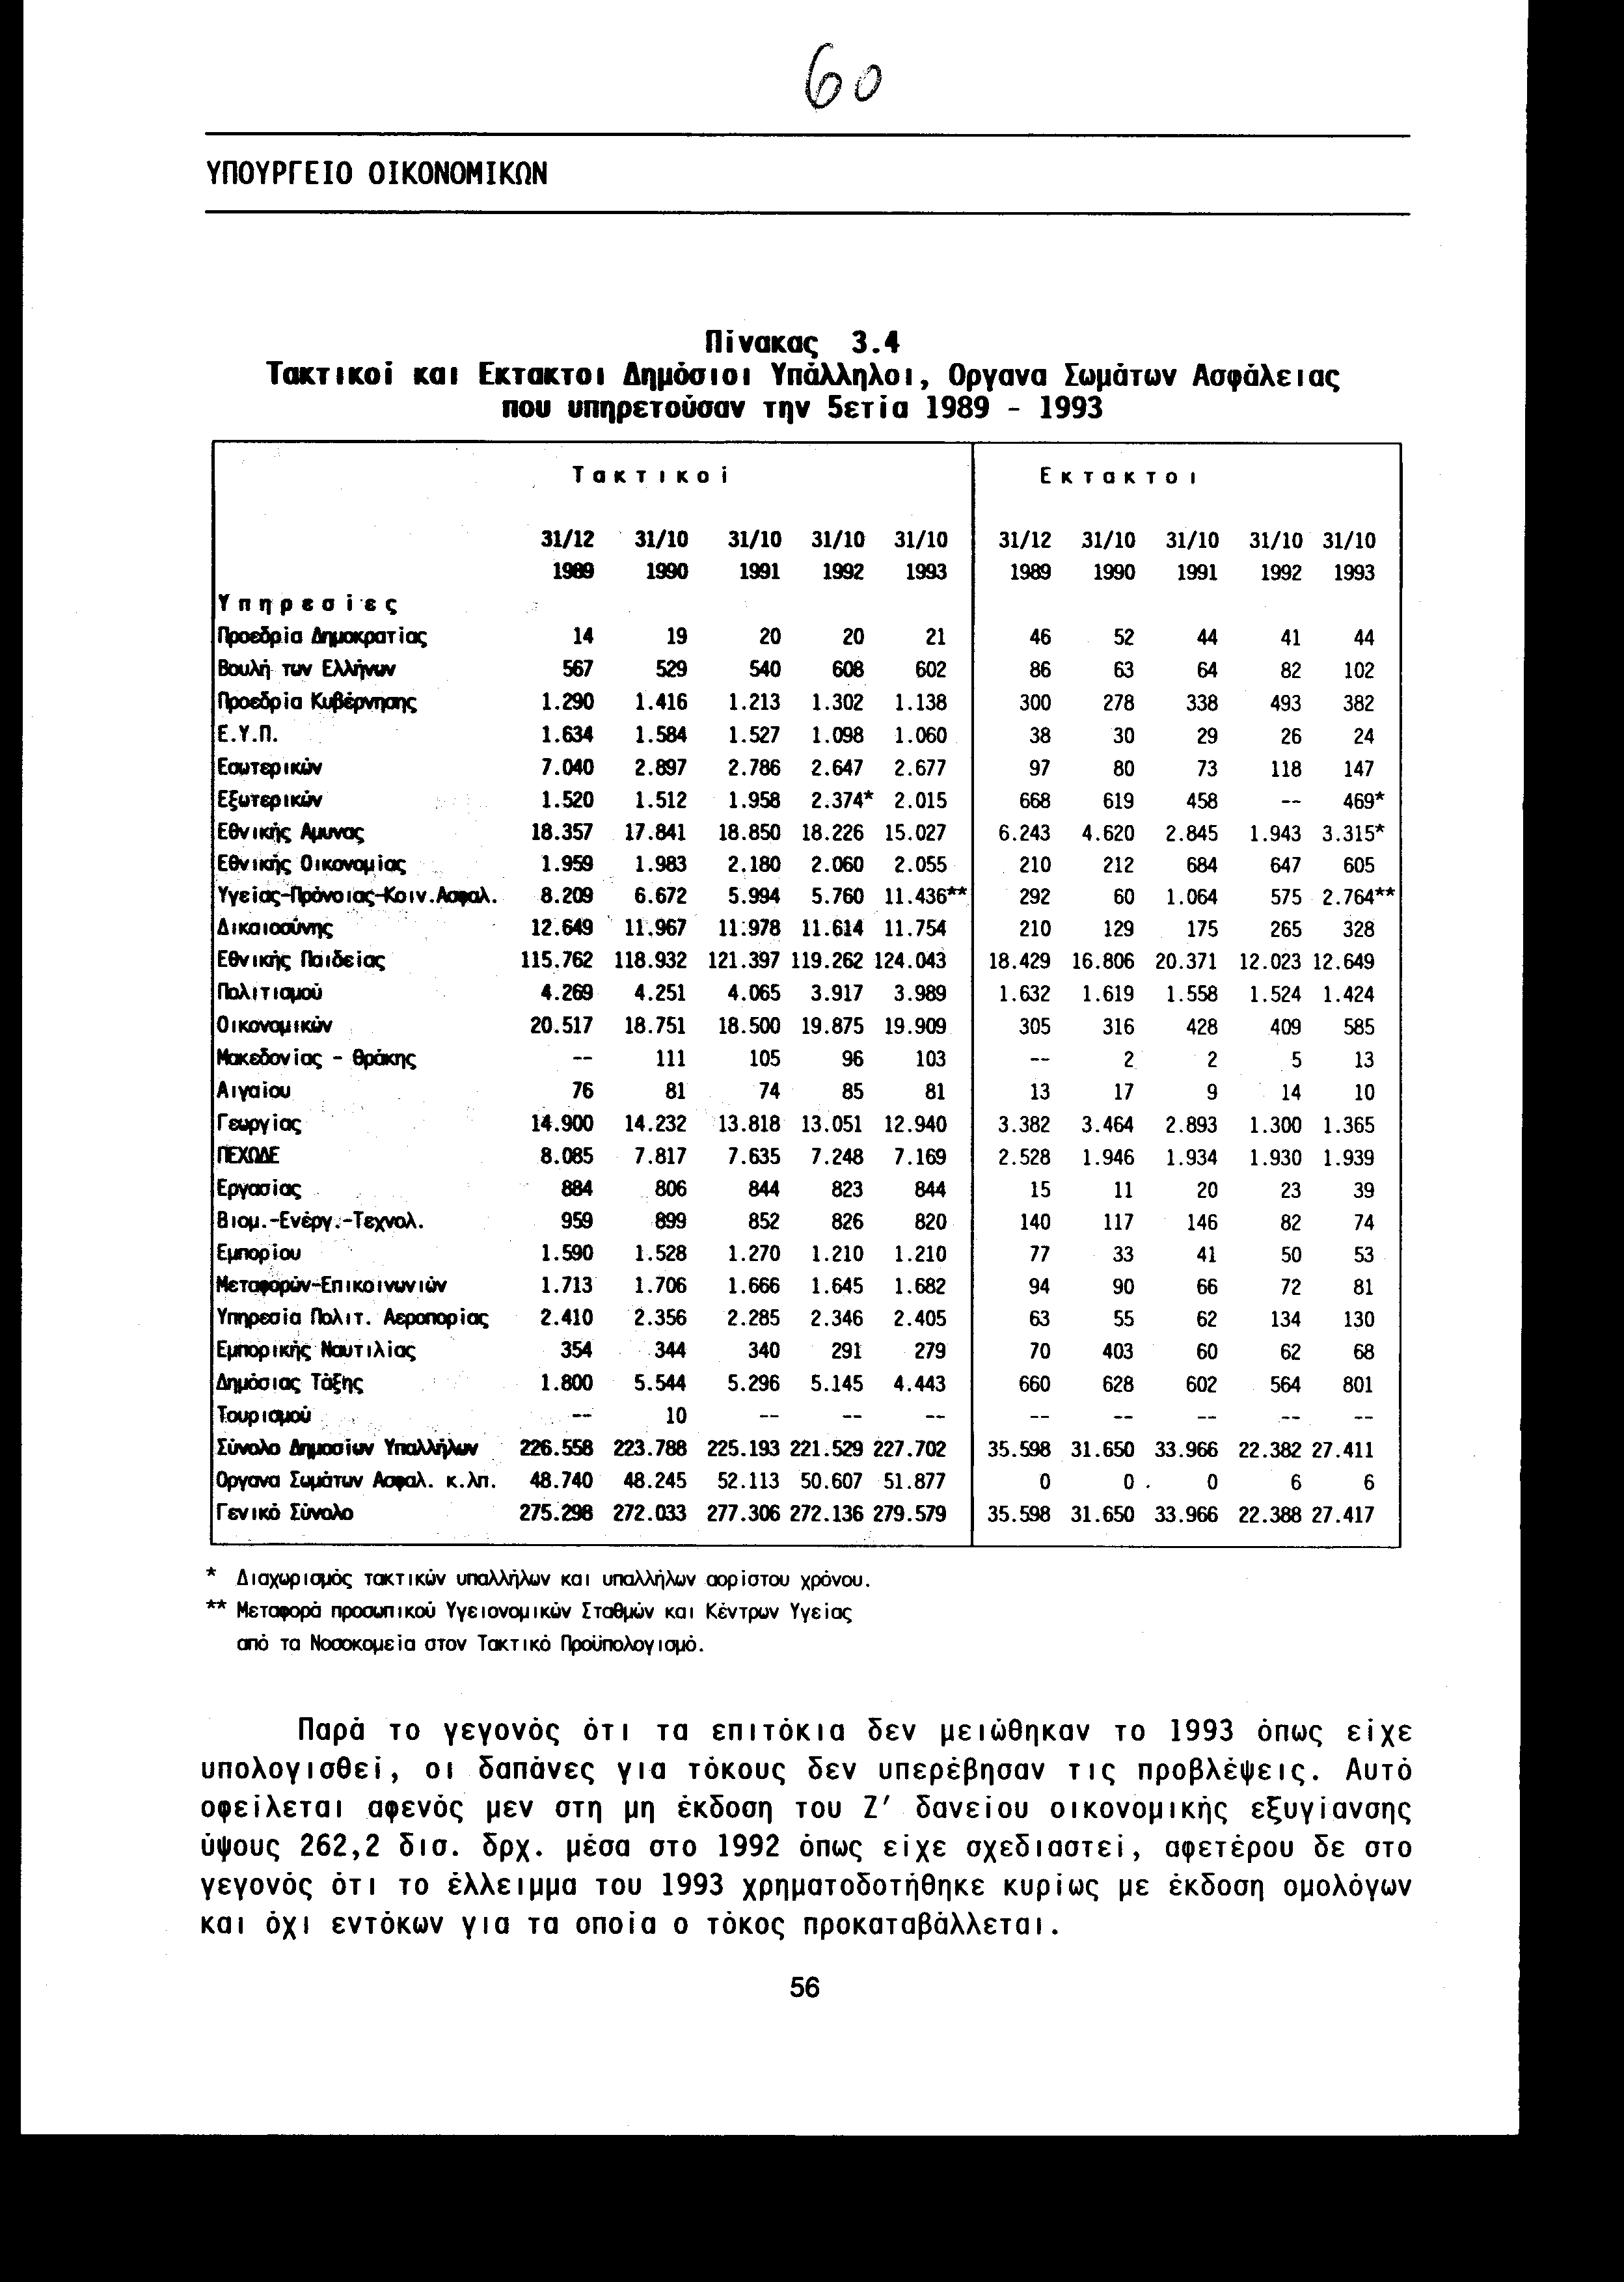 60
ΥΠΟΥΡΓΕΙΟ ΟΙΚΟΝΟΜΙΚΩΝ
Πίνακας 3.4
Τακτικοί και Εκτακτοι Δημόσιοι Υπάλληλοι, Οργανα Σωμάτων Ασφάλειας
που υπηρετούσαν την 5ετία 1989 - 1993
Τακτικοί Εκτακτοι
31/12 31/10 31/10 31/10 31/10 31/12 31/10 31/10 31/10 31/10
1989 1990 1991 1992 1993 1989 1990 1991 1992 1993
Υπηρεσίες
Προεδρία Δημοκρατίας 14 19 20 20 21 46 52 44 41 44
Βουλή των Ελλήνων 567 529 540 608 602 86 63 64 82 102
Προεδρία Κυβέρνησης 1.290 1.416 1.213 1.302 1.138 300 278 338 493 382
Ε.Υ.Π. 1.634 1.584 1.527 1.098 1.060 38 30 29 26 24
Εσωτερικών 7.040 2.897 2.786 2.647 2.677 97 80 73 118 147
Εξωτερικών 1.520 1.512 1.958 2.374* 2.015 668 619 458 -- 469*
Εθνικής Αμυνας 18.357 17.841 18.850 18.226 15.027 6.243 4.620 2.845 1.943 3.315*
Εθνικής Οικονομίας 1.959 1.983 2.180 2.060 2.055 210 212 684 647 605
Υγείας-Πρόνοιας-Κοιν.Ασφαλ. 8.209 6.672 5.994 5.760 11.436** 292 60 1.064 575 2.764**
Δικαιοσύνης 12.649 11.967 11.978 11.614 11.754 210 129 175 265 328
Εθνικής Παιδείας 115.762 118.932 121.397 119.262 124.043 18.429 16.806 20.371 12.023 12.649
Πολιτισμού 4.269 4.251 4.065 3.917 3.989 1.632 1.619 1.558 1.524 1.424
Οικονομικών 20.517 18.751 18.500 19.875 19.909 305 316 428 409 585
Μακεδονίας - Θράκης -- 111 105 96 103 -- 2 2 5 13
Αιγαίου 76 81 74 85 81 13 17 9 14 10
Γεωργίας 14.900 14.232 13.818 13.051 12.940 3.382 3.464 2.893 1.300 1.365
ΠΕΧΩΔΕ 8.085 7.817 7.635 7.248 7.169 2.528 1.946 1.934 1.930 1.939
Εργασίας 884 806 844 823 844 15 11 20 23 39
Βιομ.-Ενέργ.-Τεχνολ. 959 899 852 826 820 140 117 146 82 74
Εμπορίου 1.590 1.528 1.270 1.210 1.210 77 33 41 50 53
Μεταφορών-Επικοινωνιών 1.713 1.706 1.666 1.645 1.682 94 90 66 72 81
Υπηρεσία Πολιτ. Αεροπορίας 2.410 2.356 2.285 2.346 2.405 63 55 62 134 130
Εμπορικής Ναυτιλίας 354 344 340 291 279 70 403 60 62 68
Δημόσιας Τάξης 1.800 5.544 5.296 5.145 4.443 660 628 602 564 801
Τουρισμού -- 10 -- -- -- -- -- -- -- --
Σύνολο Δημοσίων Υπαλλήλων 226.558 223.788 225.193 221.529 227.702 35.598 31.650 33.966 22.382 27.411
Οργανα Σωμάτων Ασφαλ. κ.λπ. 48.740 48.245 52.113 50.607 51.877 0 0 0 6 6
Γενικό Σύνολο 275.298 272.033 277.306 272.136 279.579 35.598 31.650 33.966 22.388 27.417
* Διαχωρισμός τακτικών υπαλλήλων και υπαλλήλων αορίστου χρόνου.
** Μεταφορά προσωπικού Υγειονομικών Σταθμών και Κέντρων Υγείας
από τα Νοσοκομεία στον Τακτικό Προϋπολογισμό.
Παρά το γεγονός ότι τα επιτόκια δεν μειώθηκαν το 1993 όπως είχε
υπολογισθεί, οι δαπάνες για τόκους δεν υπερέβησαν τις προβλέψεις. Αυτό
οφείλεται αφενός μεν στη μη έκδοση του Ζ' δανείου οικονομικής εξυγίανσης
ύψους 262,2 δισ. δρχ. μέσα στο 1992 όπως είχε σχεδιαστεί, αφετέρου δε στο
γεγονός ότι το έλλειμμα του 1993 χρηματοδοτήθηκε κυρίως με έκδοση ομολόγων
και όχι εντόκων για τα οποία ο τόκος προκαταβάλλεται.
56